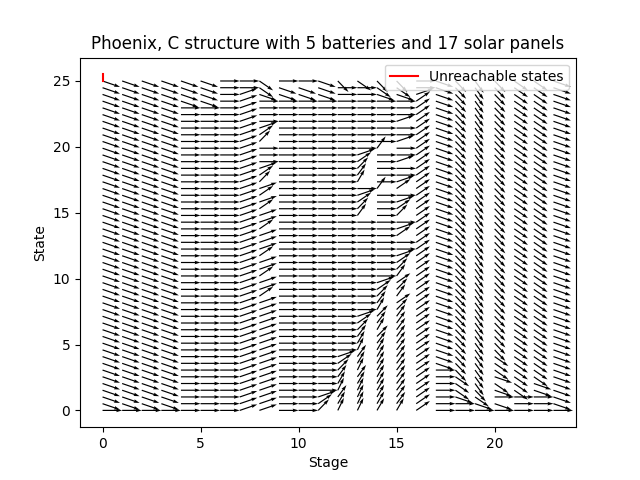 Phoenix, C structure with 5 batteries and 17 solar panels
Unreachable states
25
20
15
10
5
0
State
0 5 10 15 20
Stage